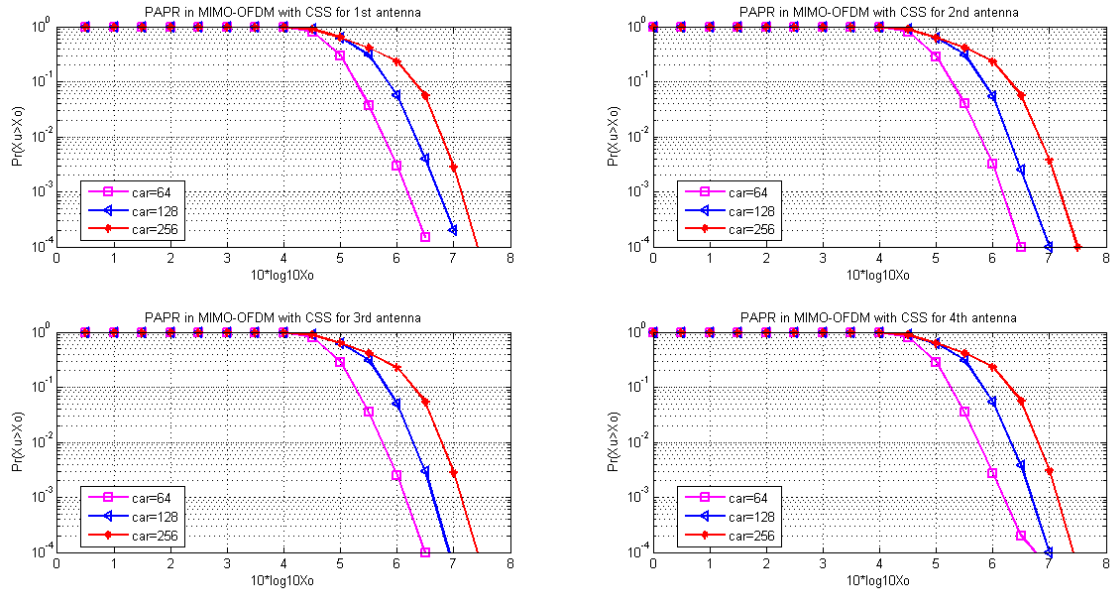 PAPR in MIMO-OFDM with CSS for 1st antenna
10^0
10^-1
10^-2
10^-3
10^-4
Pr(Xu>Xo)
car=64
car=128
car=256
0 1 2 3 4 5 6 7 8
10*log10Xo
PAPR in MIMO-OFDM with CSS for 2nd antenna
10^0
10^-1
10^-2
10^-3
10^-4
Pr(Xu>Xo)
car=64
car=128
car=256
0 1 2 3 4 5 6 7 8
10*log10Xo
PAPR in MIMO-OFDM with CSS for 3rd antenna
10^0
10^-1
10^-2
10^-3
10^-4
Pr(Xu>Xo)
car=64
car=128
car=256
0 1 2 3 4 5 6 7 8
10*log10Xo
PAPR in MIMO-OFDM with CSS for 4th antenna
10^0
10^-1
10^-2
10^-3
10^-4
Pr(Xu>Xo)
car=64
car=128
car=256
0 1 2 3 4 5 6 7 8
10*log10Xo